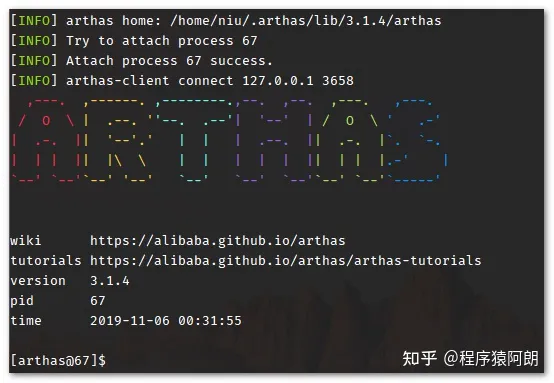 [INFO] arthas home: /home/niu/.arthas/lib/3.1.4/arthas
[INFO] Try to attach process 67
[INFO] Attach process 67 success.
[INFO] arthas-client connect 127.0.0.1 3658
ARTHAS
wiki https://alibaba.github.io/arthas
tutorials https://alibaba.github.io/arthas/arthas-tutorials
version 3.1.4
pid 67
time 2019-11-06 00:31:55
[arthas@67]$
知乎 @程序猿阿朗